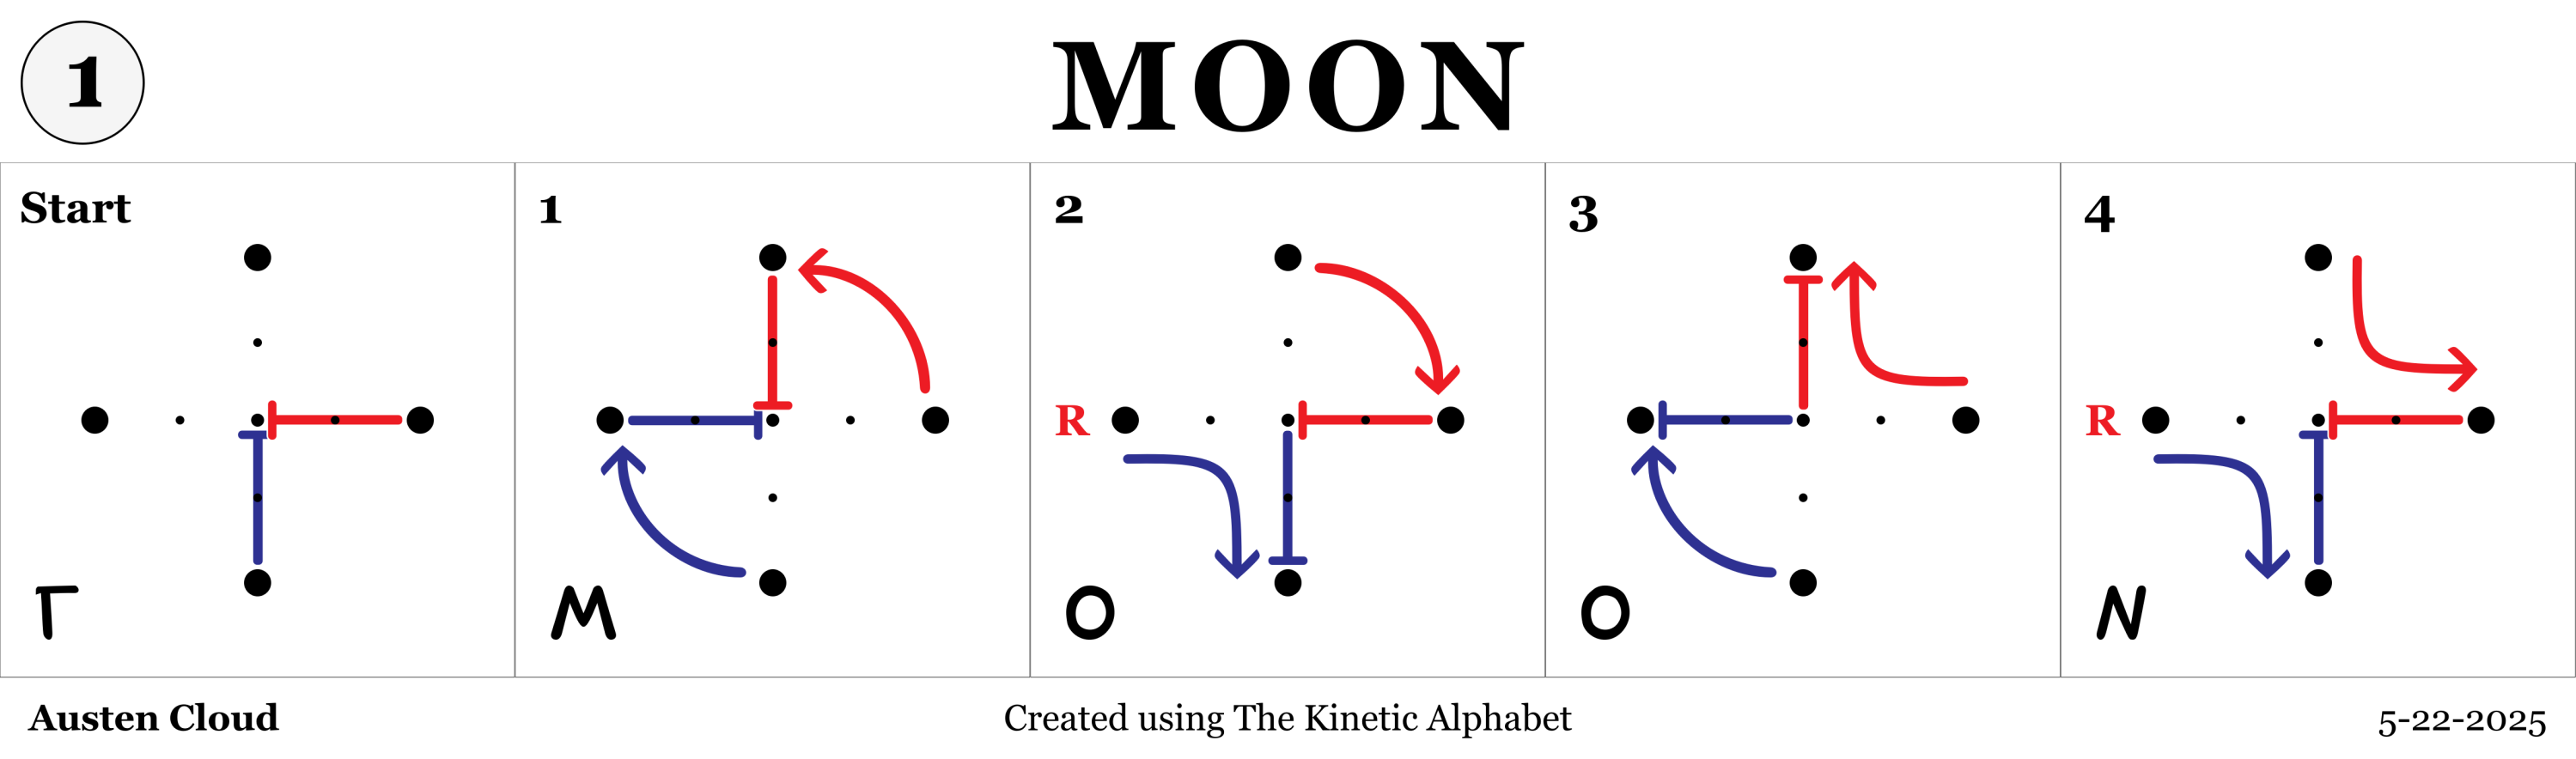 1
MOON
Start
1
2
3
4
R
R
Γ
M
O
O
N
Austen Cloud
Created using The Kinetic Alphabet
5-22-2025